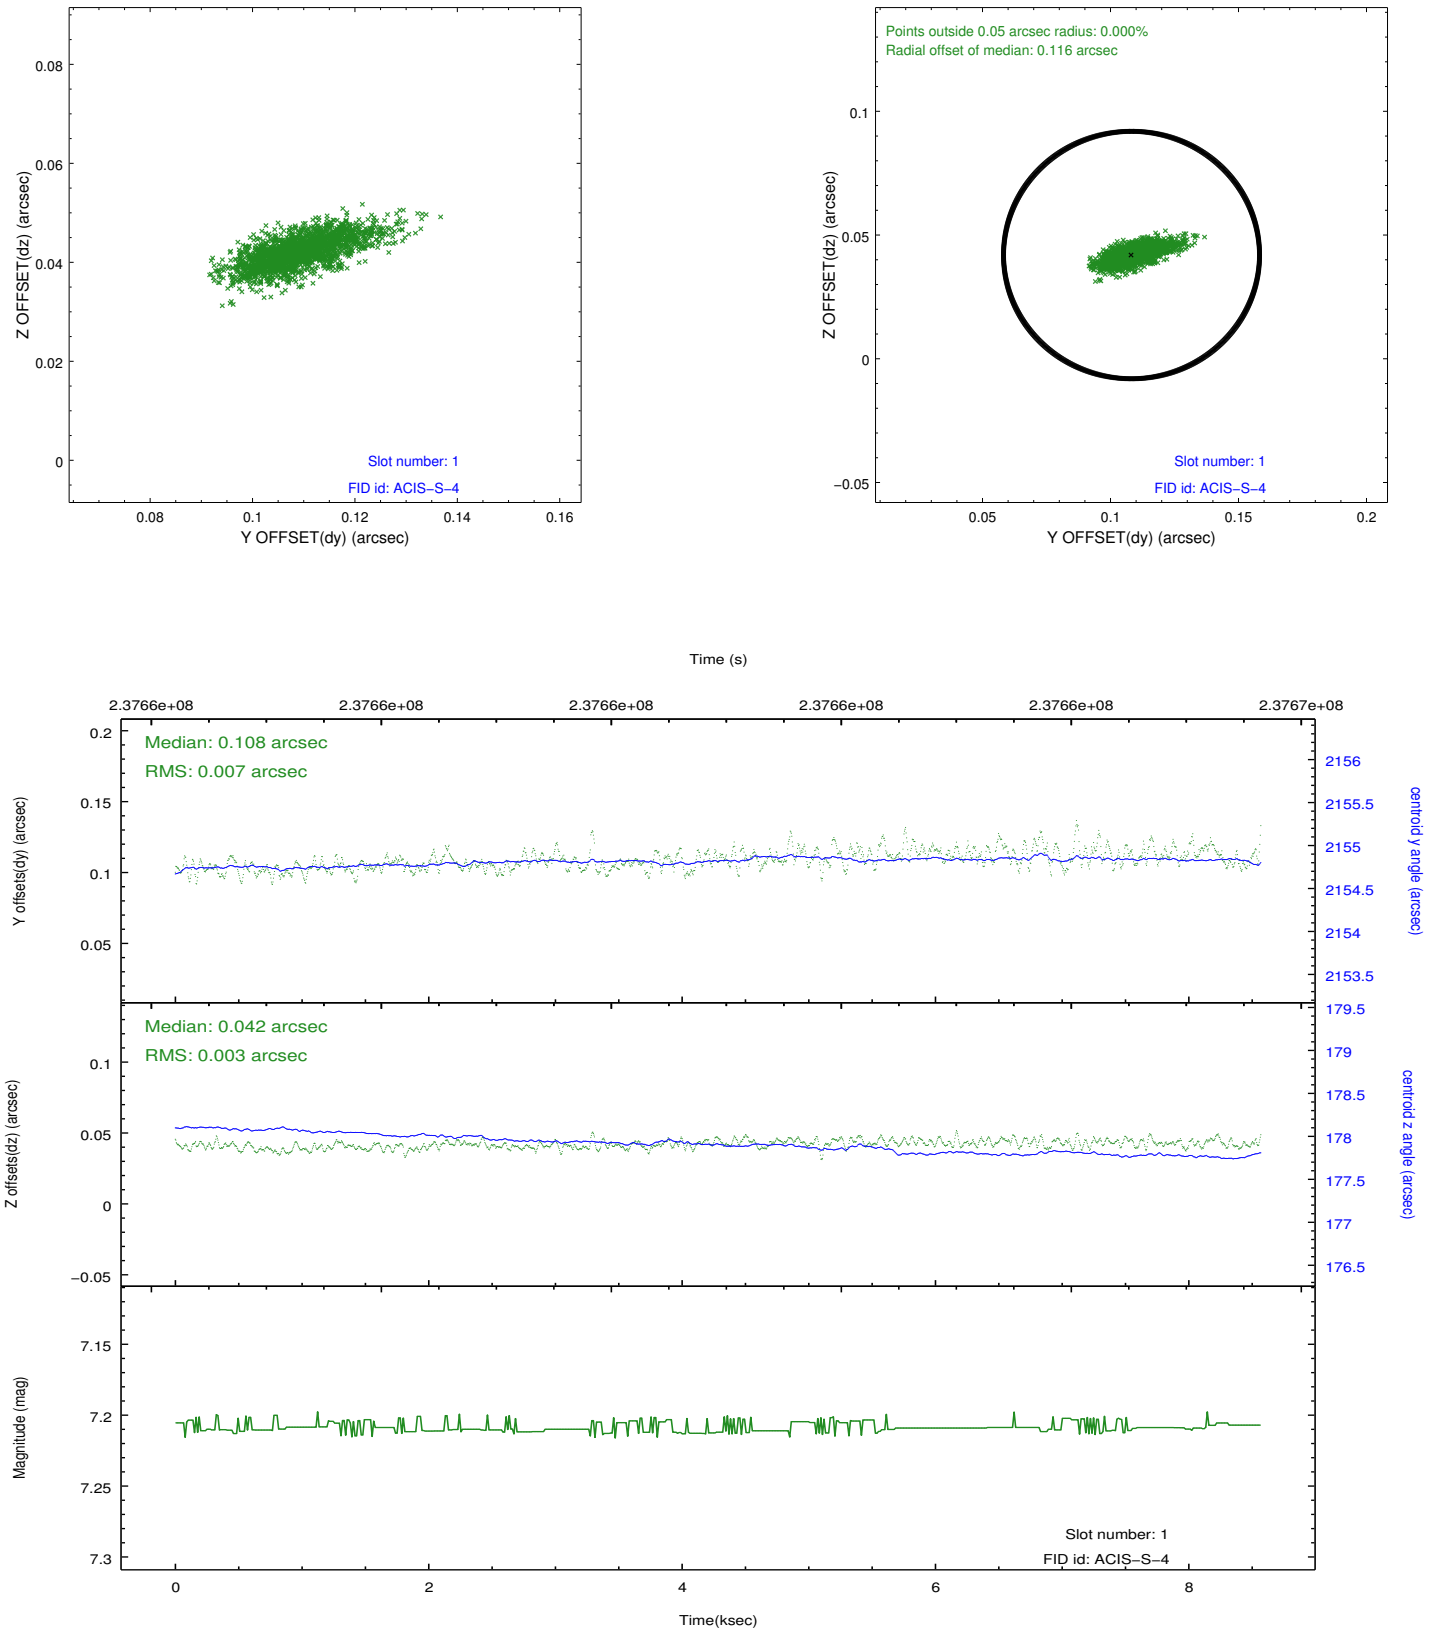 0.08
0.06
0.04
0.02
0
Z OFFSET(dz) (arcsec)
Slot number: 1
FID id: ACIS−S−4
0.08 0.1 0.12 0.14 0.16
Y OFFSET(dy) (arcsec)
Points outside 0.05 arcsec radius: 0.000%
Radial offset of median: 0.116 arcsec
0.1
0.05
0
−0.05
Z OFFSET(dz) (arcsec)
Slot number: 1
FID id: ACIS−S−4
0.05 0.1 0.15 0.2
Y OFFSET(dy) (arcsec)
Time (s)
2.3766e+08 2.3766e+08 2.3766e+08 2.3766e+08 2.3766e+08 2.3767e+08
Median: 0.108 arcsec
RMS: 0.007 arcsec
0.2
0.15
0.1
0.05
Y offsets(dy) (arcsec)
2156
2155.5
2155
2154.5
2154
2153.5
centroid y angle (arcsec)
Median: 0.042 arcsec
RMS: 0.003 arcsec
0.1
0.05
0
−0.05
Z offsets(dz) (arcsec)
179.5
179
178.5
178
177.5
177
176.5
centroid z angle (arcsec)
7.15
7.2
7.25
7.3
Magnitude (mag)
Slot number: 1
FID id: ACIS−S−4
0 2 4 6 8
Time(ksec)